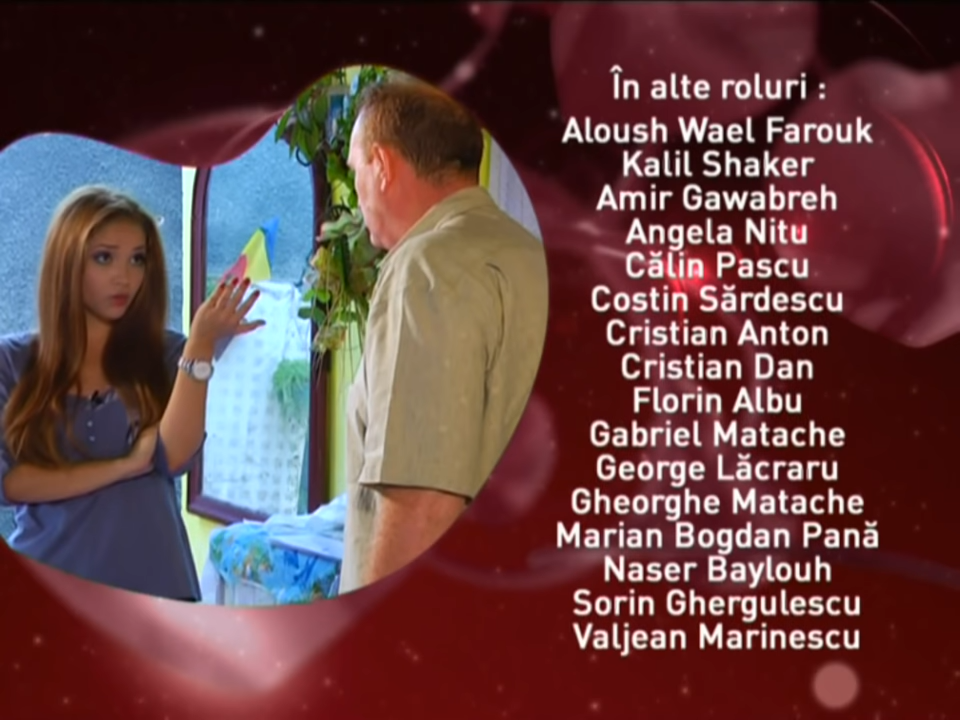 În alte roluri :
Aloush Wael Farouk
Kalil Shaker
Amir Gawabreh
Angela Nitu
Călin Pascu
Costin Sărdescu
Cristian Anton
Cristian Dan
Florin Albu
Gabriel Matache
George Lăcraru
Gheorghe Matache
Marian Bogdan Pană
Naser Baylouh
Sorin Ghergulescu
Valjean Marinescu